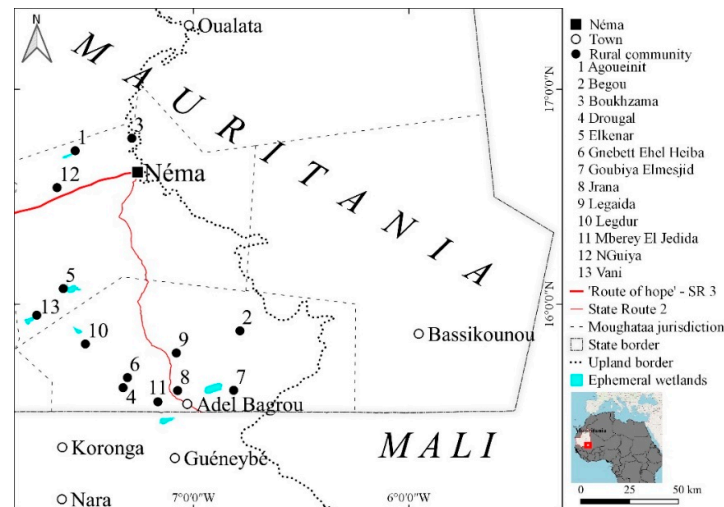 N
Oualata
MAURITANIA
3
1
12
Néma
5
13
10
2
9
Bassikounou
6
4
11
8
7
Adel Bagrou
Koronga
Guéneybé
MALI
Nara
17°0'0"N
16°0'0"N
7°0'0"W
6°0'0"W
Néma
Town
Rural community
1 Agoueinit
2 Begou
3 Boukhzama
4 Drougal
5 Elkenar
6 Gnebett Ehel Heiba
7 Goubiya Elmesjid
8 Jrana
9 Legaida
10 Legdur
11 Mberey El Jedida
12 NGuiya
13 Vani
'Route of hope' - SR 3
State Route 2
Moughataa jurisdiction
State border
Upland border
Ephemeral wetlands
Mauritania
0 25 50 km